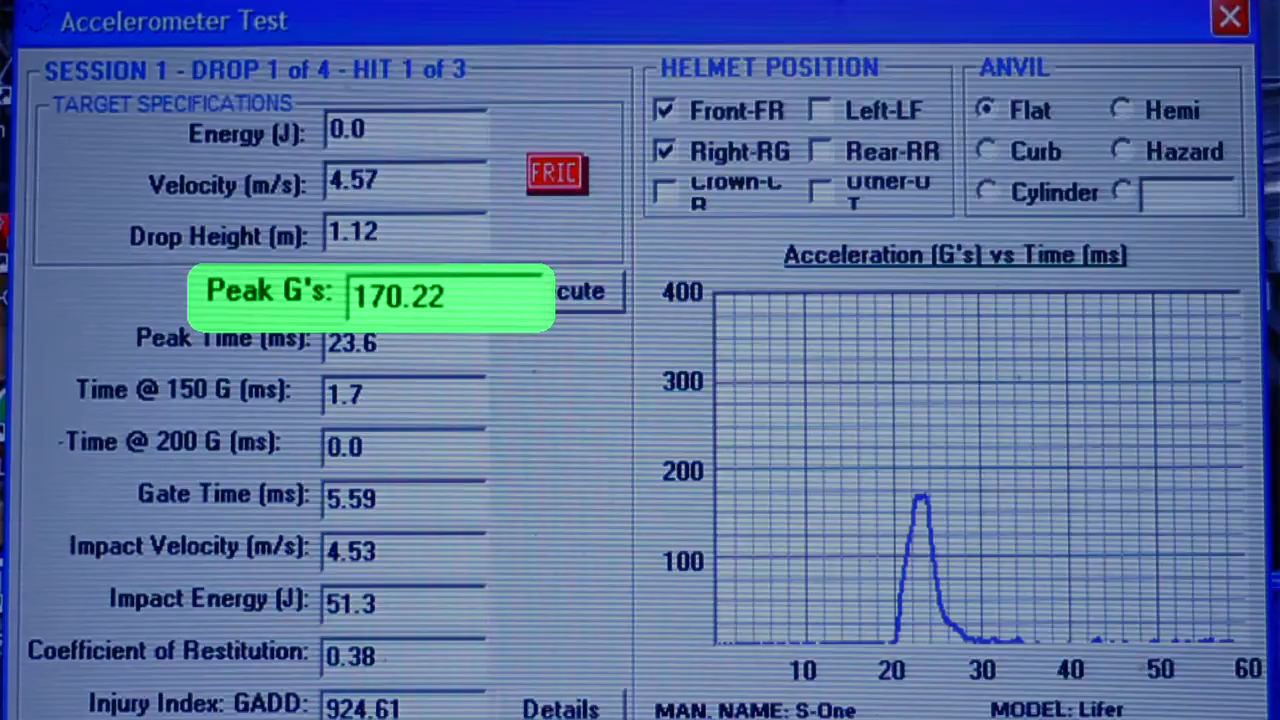 Accelerometer Test
SESSION 1 - DROP 1 of 4 - HIT 1 of 3
TARGET SPECIFICATIONS
Energy (J): 0.0
Velocity (m/s): 4.57
FRIC
Drop Height (m): 1.12
Peak G's: 170.22
cute
Peak Time (ms): 23.6
Time @ 150 G (ms): 1.7
Time @ 200 G (ms): 0.0
Gate Time (ms): 5.59
Impact Velocity (m/s): 4.53
Impact Energy (J): 51.3
Coefficient of Restitution: 0.38
Injury Index: GADD: 924.61
Details
HELMET POSITION
Front-FR Left-LF
Right-RG Rear-RR
Crown-C Other-O
R T
ANVIL
Flat Hemi
Curb Hazard
Cylinder
Acceleration (G's) vs Time (ms)
400
300
200
100
10 20 30 40 50 60
MAN. NAME: S-One MODEL: Lifer